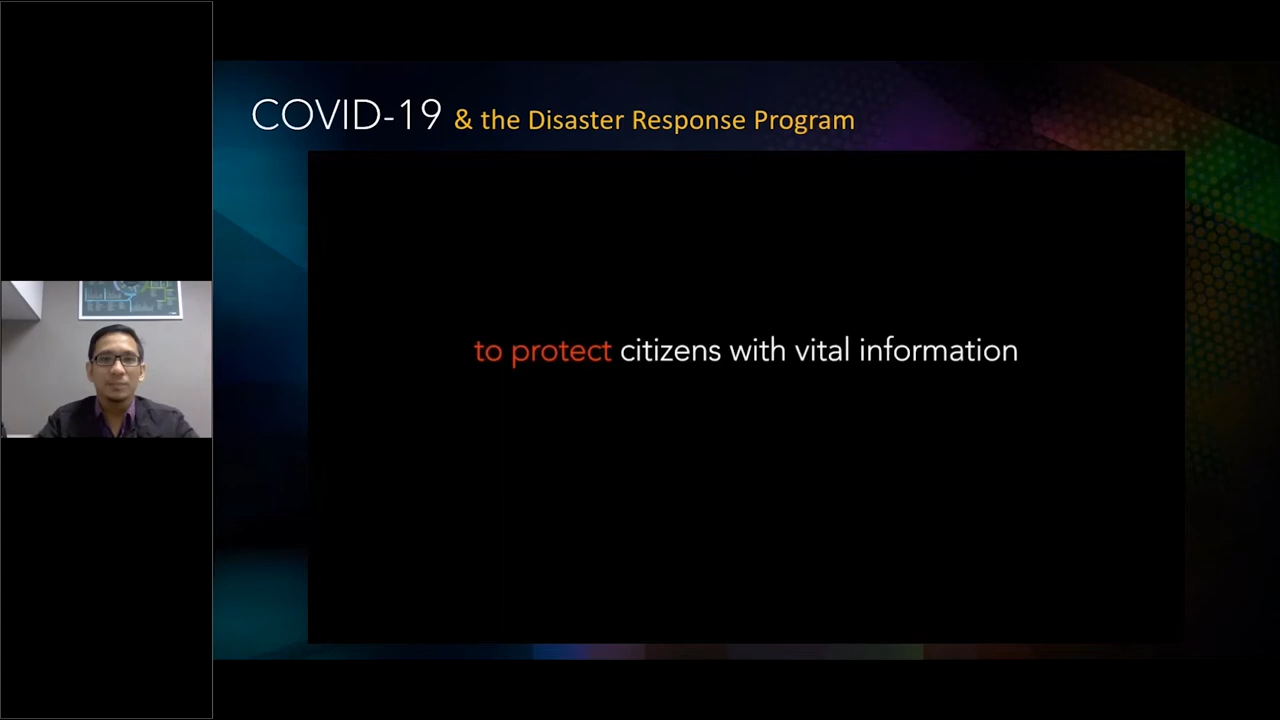 COVID-19 & the Disaster Response Program
to protect citizens with vital information